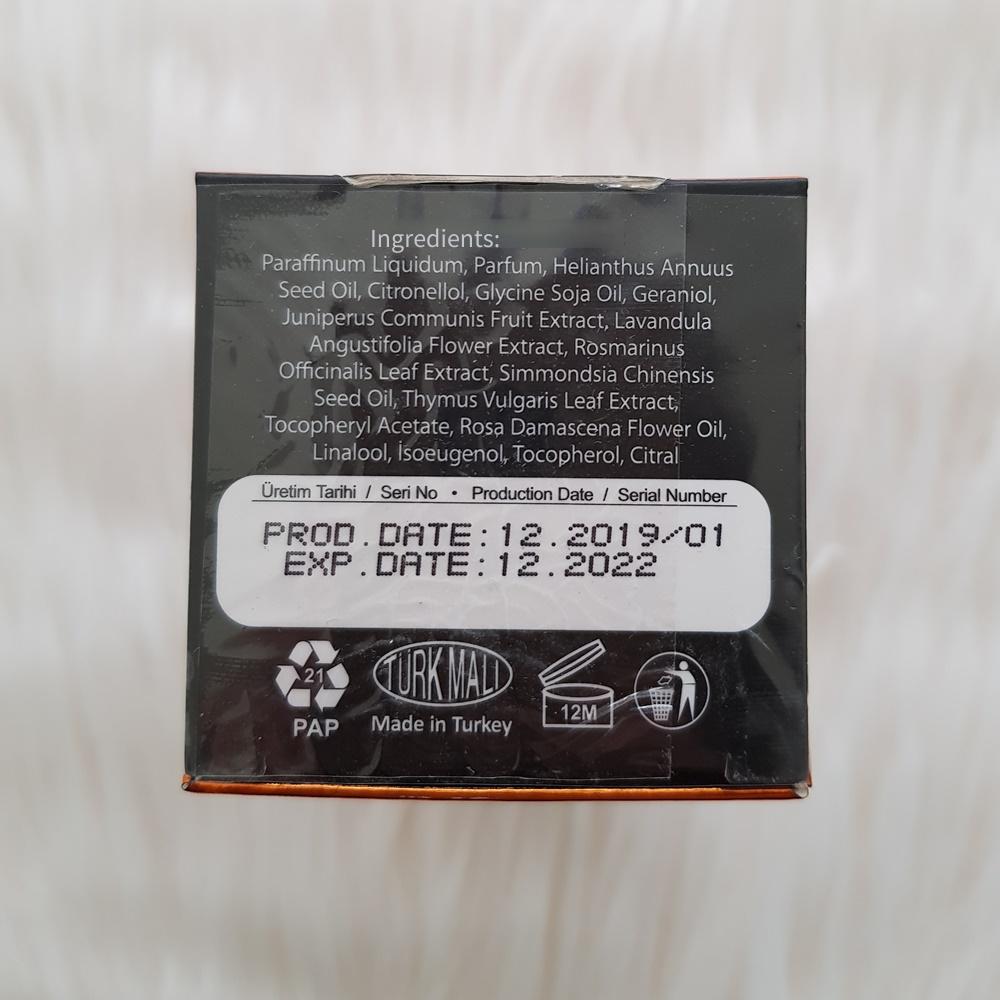 Ingredients:
Paraffinum Liquidum, Parfum, Helianthus Annuus
Seed Oil, Citronellol, Glycine Soja Oil, Geraniol,
Juniperus Communis Fruit Extract, Lavandula
Angustifolia Flower Extract, Rosmarinus
Officinalis Leaf Extract, Simmondsia Chinensis
Seed Oil, Thymus Vulgaris Leaf Extract,
Tocopheryl Acetate, Rosa Damascena Flower Oil,
Linalool, İsoeugenol, Tocopherol, Citral
Üretim Tarihi / Seri No • Production Date / Serial Number
PROD.DATE:12.2019/01
EXP.DATE:12.2022
21
PAP
TÜRK MALI
Made in Turkey
12M